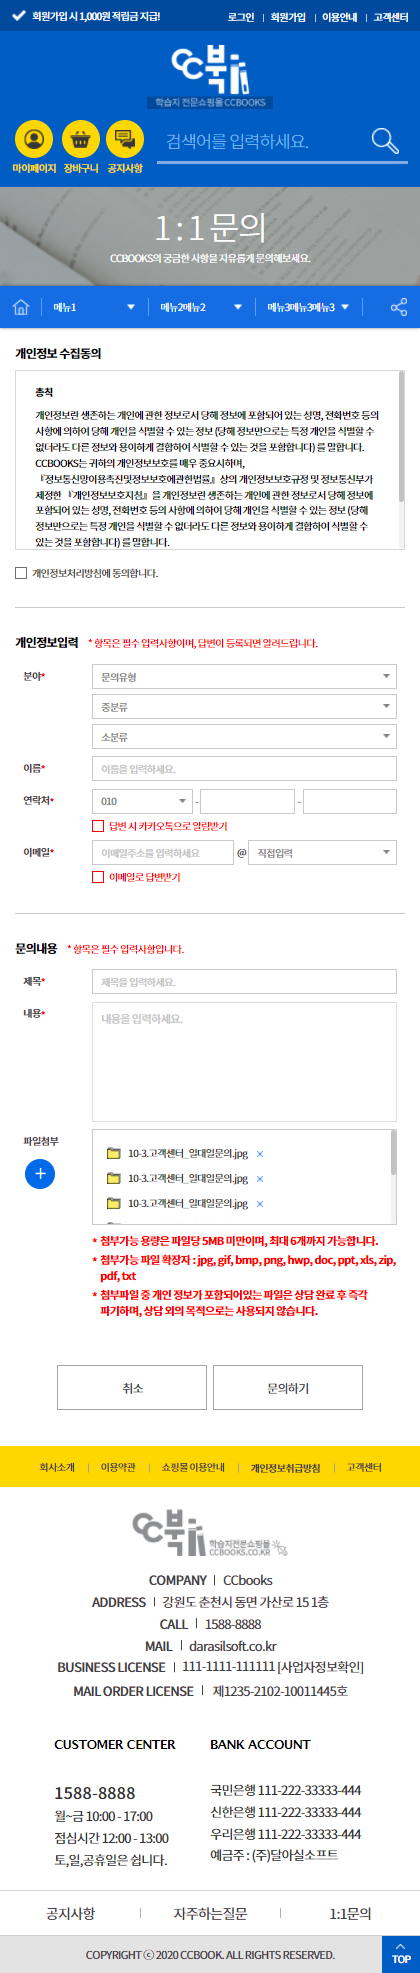 회원가입 시 1,000원 적립금 지급!
로그인 | 회원가입 | 이용안내 | 고객센터
CC북
학습지 전문쇼핑몰 CCBOOKS
마이페이지 장바구니 공지사항
검색어를 입력하세요.
1 : 1 문의
CCBOOKS의 궁금한 사항을 자유롭게 문의해보세요.
메뉴1 메뉴2메뉴2 메뉴3메뉴3메뉴3
개인정보 수집동의
총칙
개인정보란 생존하는 개인에 관한 정보로서 당해 정보에 포함되어 있는 성명, 전화번호 등의
사항에 의하여 당해 개인을 식별할 수 있는 정보 (당해 정보만으로는 특정 개인을 식별할 수
없더라도 다른 정보와 용이하게 결합하여 식별할 수 있는 것을 포함합니다) 를 말합니다.
CCBOOKS는 귀하의 개인정보보호를 매우 중요시하며,
『정보통신망이용촉진및정보보호에관한법률』상의 개인정보보호규정 및 정보통신부가
제정한 『개인정보보호지침』을 개인정보란 생존하는 개인에 관한 정보로서 당해 정보에
포함되어 있는 성명, 전화번호 등의 사항에 의하여 당해 개인을 식별할 수 있는 정보 (당해
정보만으로는 특정 개인을 식별할 수 없더라도 다른 정보와 용이하게 결합하여 식별할 수
있는 것을 포함합니다) 를 말합니다.
개인정보처리방침에 동의합니다.
개인정보입력 * 항목은 필수 입력사항이며, 답변이 등록되면 알려드립니다.
분야* 문의유형
중분류
소분류
이름* 이름을 입력하세요.
연락처* 010 - -
답변 시 카카오톡으로 알림받기
이메일* 이메일주소를 입력하세요 @ 직접입력
이메일로 답변받기
문의내용 * 항목은 필수 입력사항입니다.
제목* 제목을 입력하세요.
내용* 내용을 입력하세요.
파일첨부
10-3.고객센터_일대일문의.jpg ×
10-3.고객센터_일대일문의.jpg ×
10-3.고객센터_일대일문의.jpg ×
* 첨부가능 용량은 파일당 5MB 미만이며, 최대 6개까지 가능합니다.
* 첨부가능 파일 확장자 : jpg, gif, bmp, png, hwp, doc, ppt, xls, zip,
pdf, txt
* 첨부파일 중 개인 정보가 포함되어있는 파일은 상담 완료 후 즉각
파기하며, 상담 외의 목적으로는 사용되지 않습니다.
취소 문의하기
회사소개 | 이용약관 | 쇼핑몰 이용안내 | 개인정보취급방침 | 고객센터
CC북
학습지전문쇼핑몰
CCBOOKS.CO.KR
COMPANY | CCbooks
ADDRESS | 강원도 춘천시 동면 가산로 15 1층
CALL | 1588-8888
MAIL | darasilsoft.co.kr
BUSINESS LICENSE | 111-1111-111111 [사업자정보확인]
MAIL ORDER LICENSE | 제1235-2102-10011445호
CUSTOMER CENTER
1588-8888
월~금 10:00 - 17:00
점심시간 12:00 - 13:00
토,일,공휴일은 쉽니다.
BANK ACCOUNT
국민은행 111-222-33333-444
신한은행 111-222-33333-444
우리은행 111-222-33333-444
예금주 : (주)달아실소프트
공지사항 | 자주하는질문 | 1:1문의
COPYRIGHT ⓒ 2020 CCBOOK. ALL RIGHTS RESERVED.
TOP